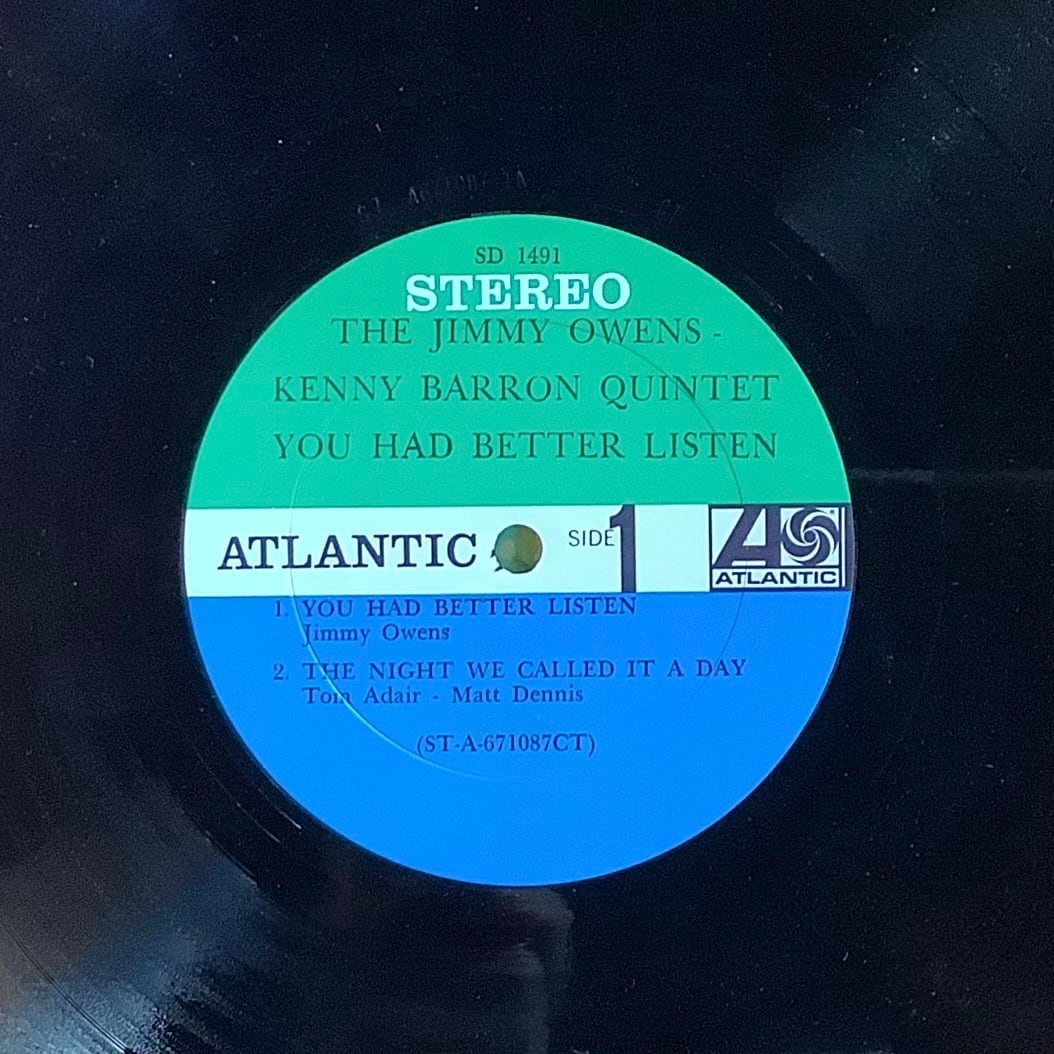 SD 1491
STEREO
THE JIMMY OWENS -
KENNY BARRON QUINTET
YOU HAD BETTER LISTEN
ATLANTIC
SIDE 1
ATLANTIC
1. YOU HAD BETTER LISTEN
Jimmy Owens
2. THE NIGHT WE CALLED IT A DAY
Tom Adair - Matt Dennis
(ST-A-671087CT)